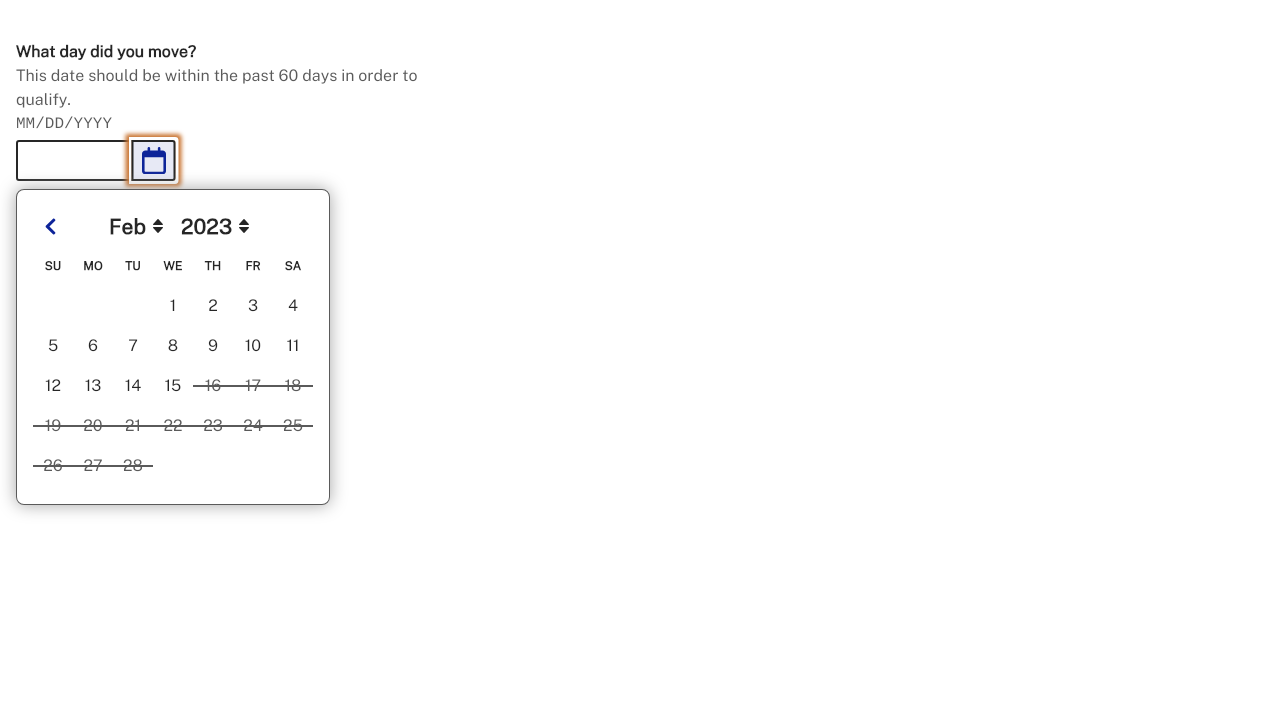 What day did you move?
This date should be within the past 60 days in order to
qualify.
MM/DD/YYYY
Feb 2023
SU MO TU WE TH FR SA
1 2 3 4
5 6 7 8 9 10 11
12 13 14 15 16 17 18
19 20 21 22 23 24 25
26 27 28